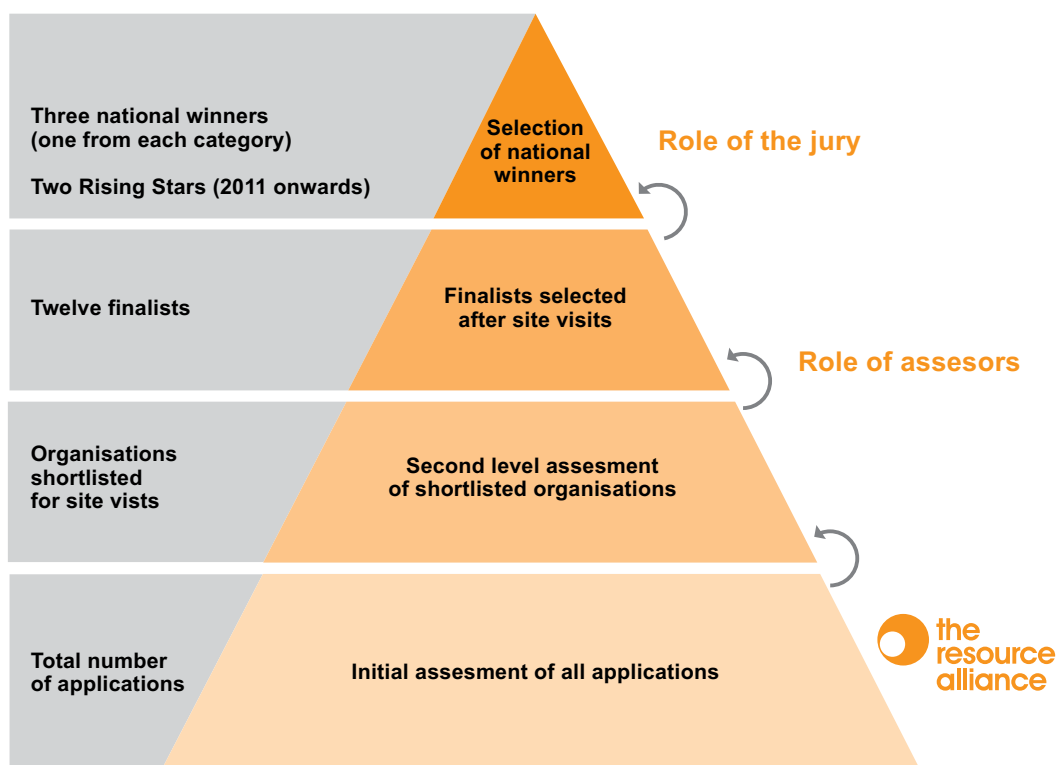 Three national winners
(one from each category)
Two Rising Stars (2011 onwards)
Selection
of national
winners
Role of the jury
Twelve finalists
Finalists selected
after site visits
Role of assesors
Organisations
shortlisted
for site vists
Second level assesment
of shortlisted organisations
Total number
of applications
Initial assesment of all applications
the
resource
alliance